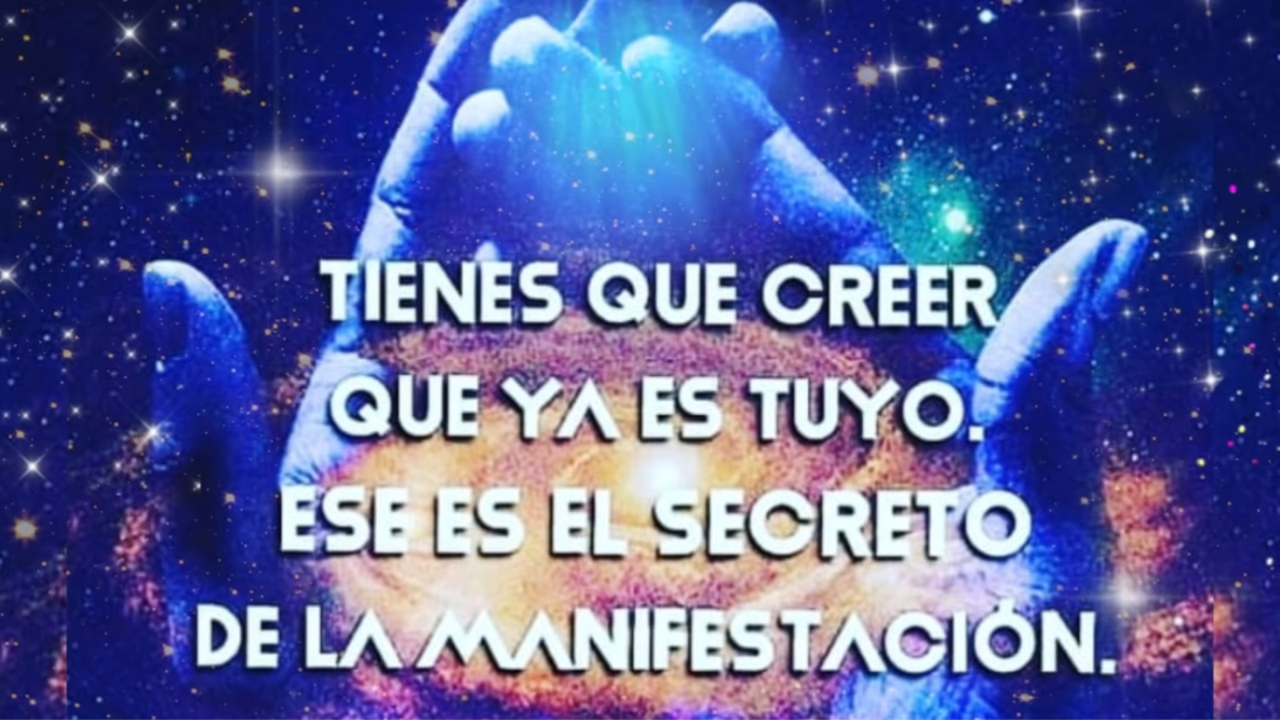 TIENES QUE CREER
QUE YA ES TUYO.
ESE ES EL SECRETO
DE LA MANIFESTACIÓN.